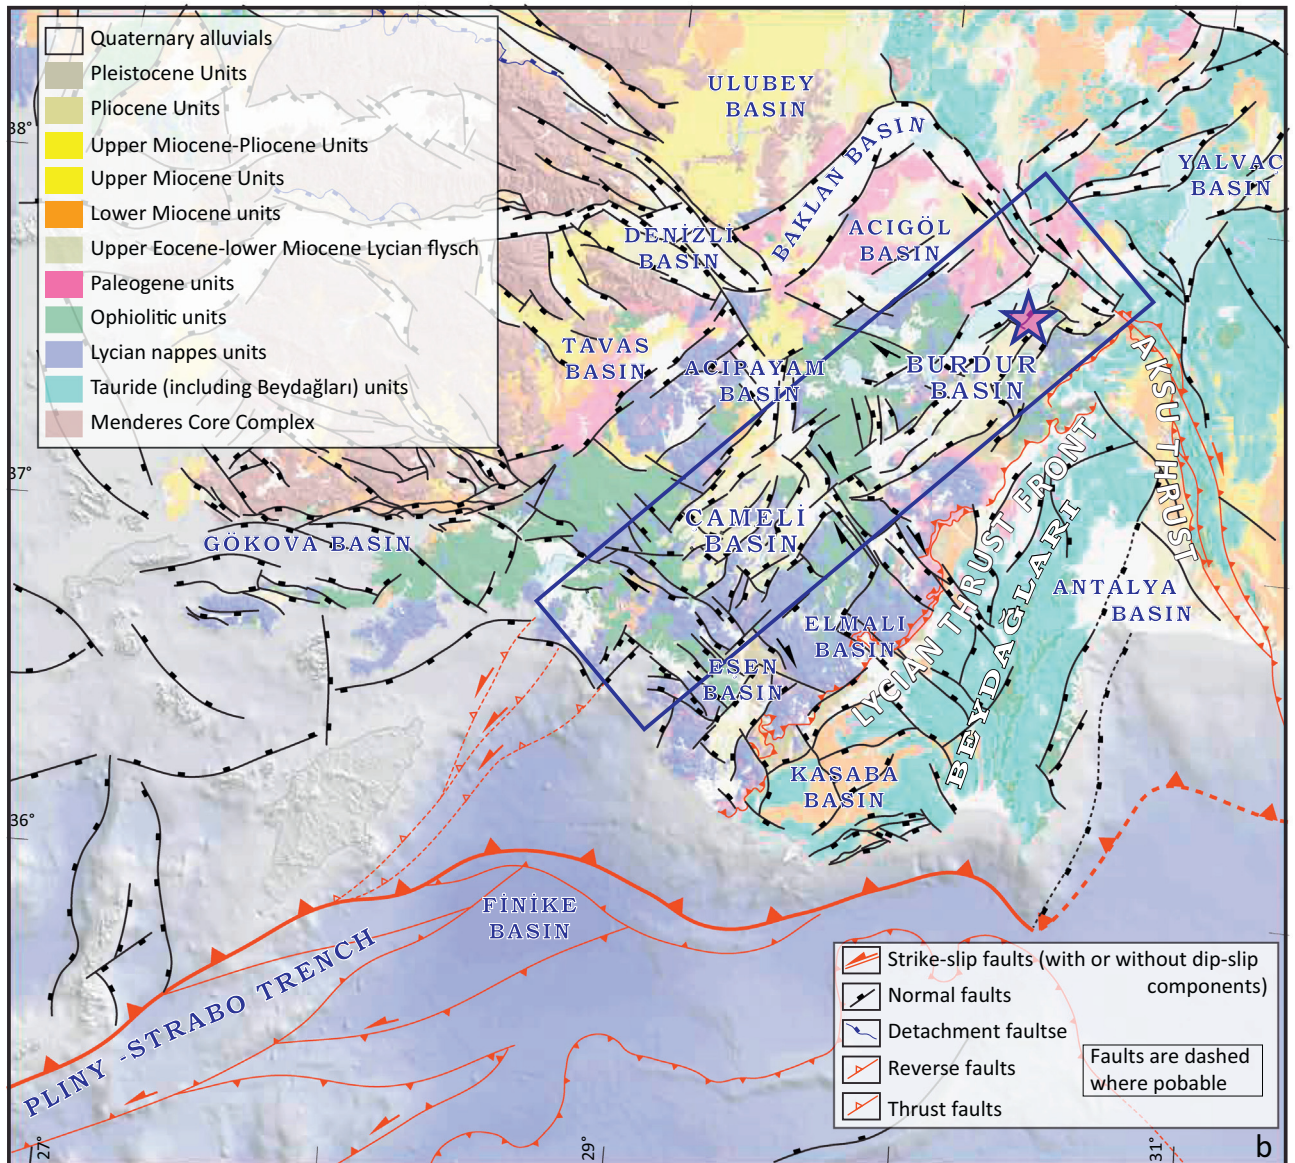 Quaternary alluvials
Pleistocene Units
Pliocene Units
Upper Miocene-Pliocene Units
Upper Miocene Units
Lower Miocene units
Upper Eocene-lower Miocene Lycian flysch
Paleogene units
Ophiolitic units
Lycian nappes units
Tauride (including Beydağları) units
Menderes Core Complex
38°
37°
36°
27°
29°
31°
ULUBEY
BASIN
BAKLAN BASIN
YALVAC
BASIN
DENİZLİ
BASIN
ACIGÖL
BASIN
TAVAS
BASIN
ACIPAYAM
BASIN
BURDUR
BASIN
AKSU THRUST
CAMELİ
BASIN
GÖKOVA BASIN
LYCIAN THRUST FRONT
BEYDAĞLARI
ANTALYA
BASIN
ELMALI
BASIN
ESEN
BASIN
KASABA
BASIN
FİNİKE
BASIN
PLINY -STRABO TRENCH
Strike-slip faults (with or without dip-slip
components)
Normal faults
Detachment faultse
Reverse faults
Thrust faults
Faults are dashed
where pobable
b